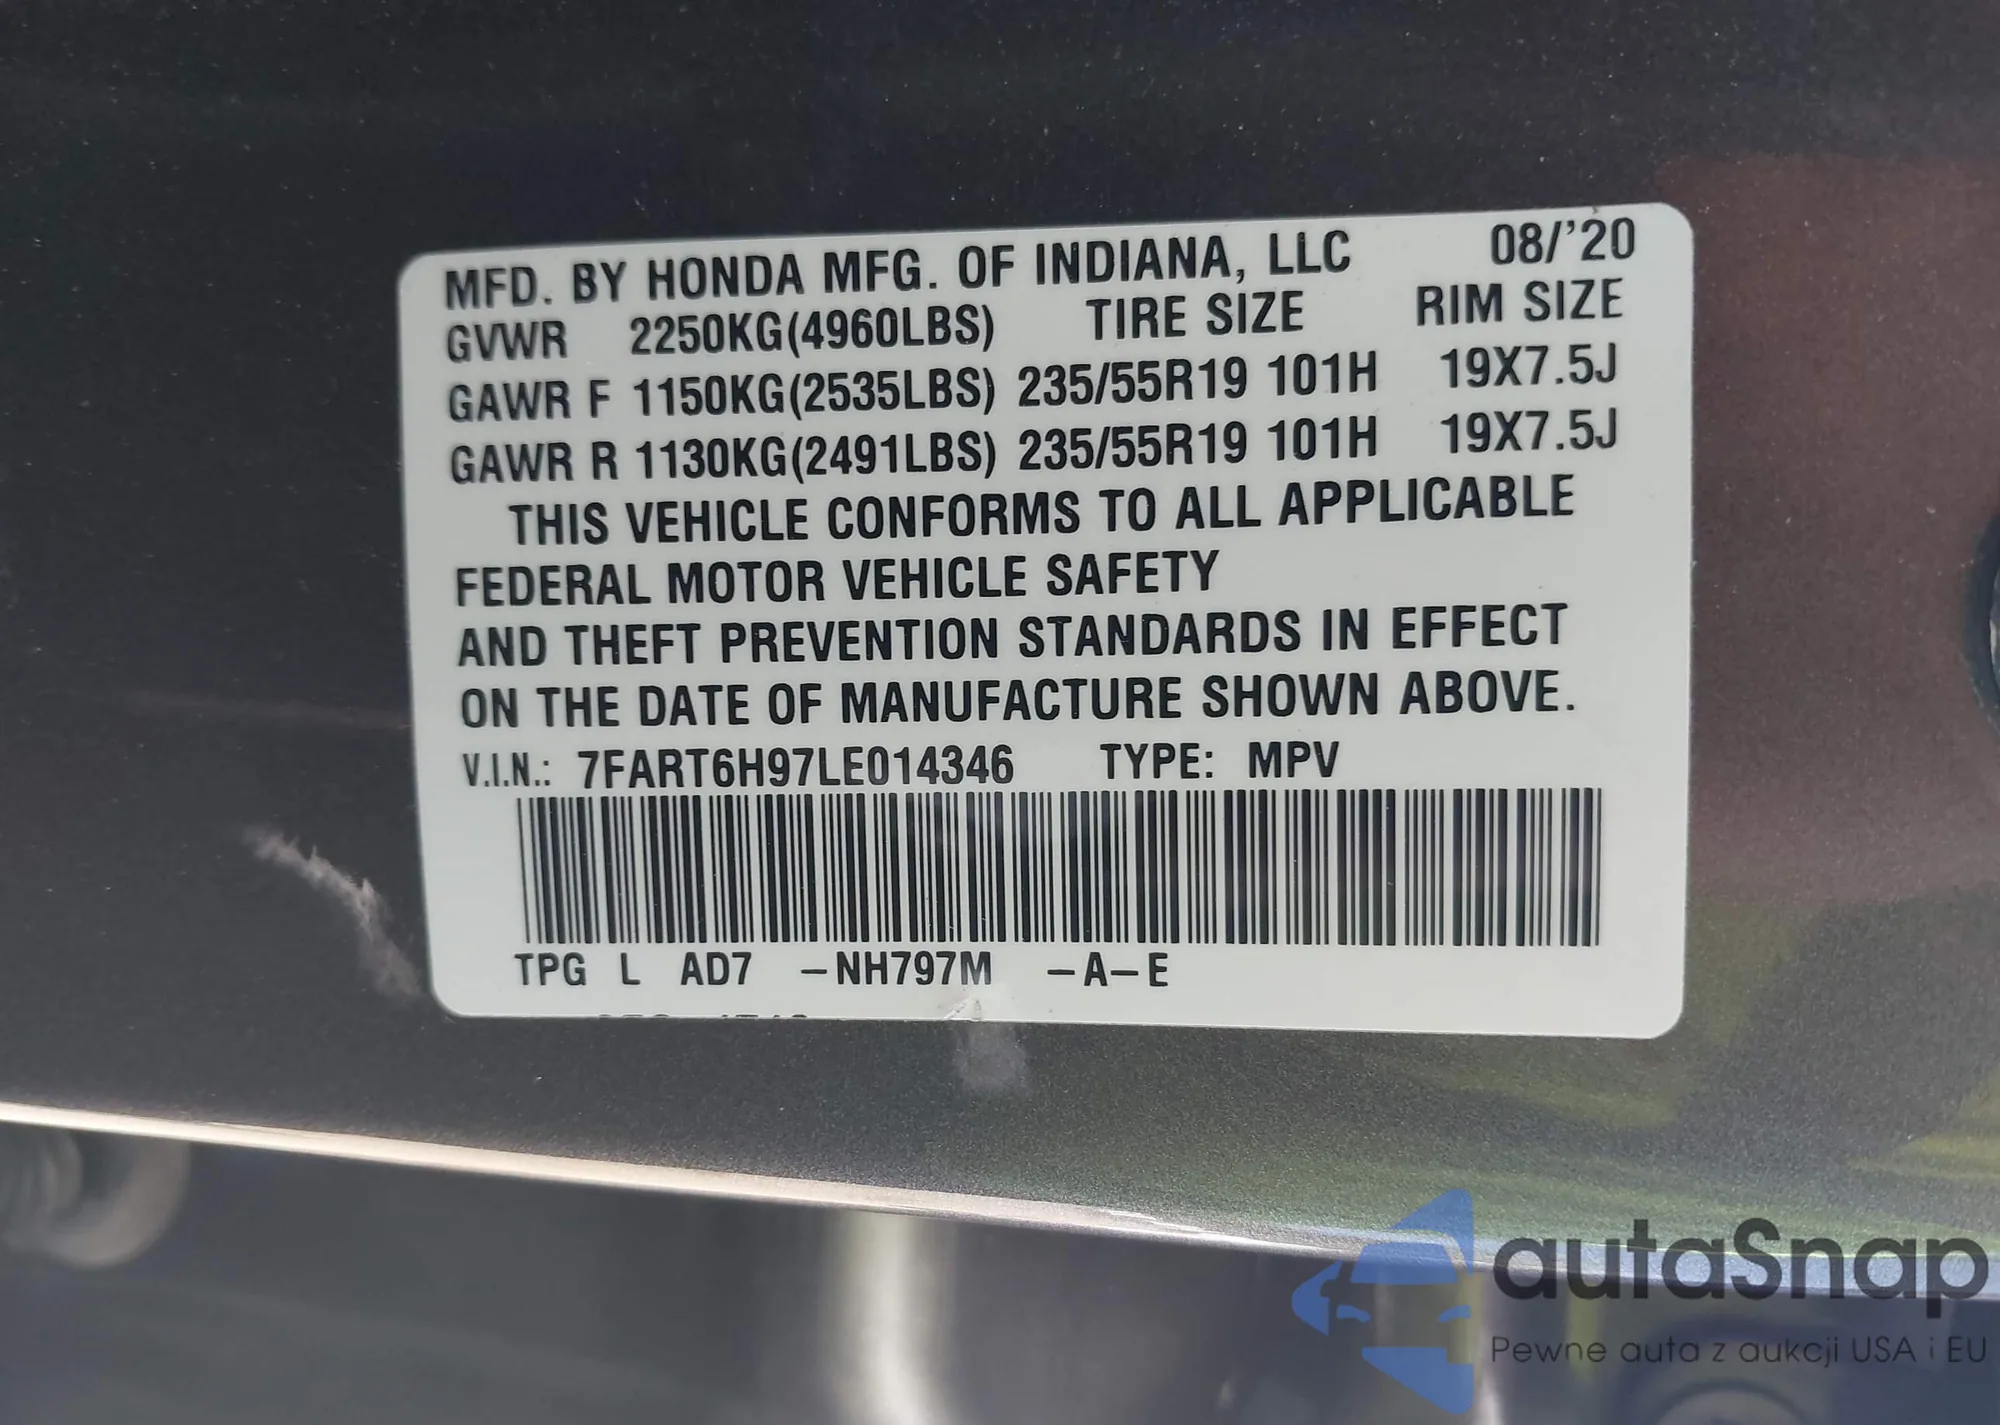 MFD. BY HONDA MFG. OF INDIANA, LLC 08/'20
GVWR 2250KG(4960LBS) TIRE SIZE RIM SIZE
GAWR F 1150KG(2535LBS) 235/55R19 101H 19X7.5J
GAWR R 1130KG(2491LBS) 235/55R19 101H 19X7.5J
THIS VEHICLE CONFORMS TO ALL APPLICABLE
FEDERAL MOTOR VEHICLE SAFETY
AND THEFT PREVENTION STANDARDS IN EFFECT
ON THE DATE OF MANUFACTURE SHOWN ABOVE.
V.I.N.: 7FART6H97LE014346 TYPE: MPV
TPG L AD7 –NH797M –A–E
autaSnap
Pewne auta z aukcji USA i EU